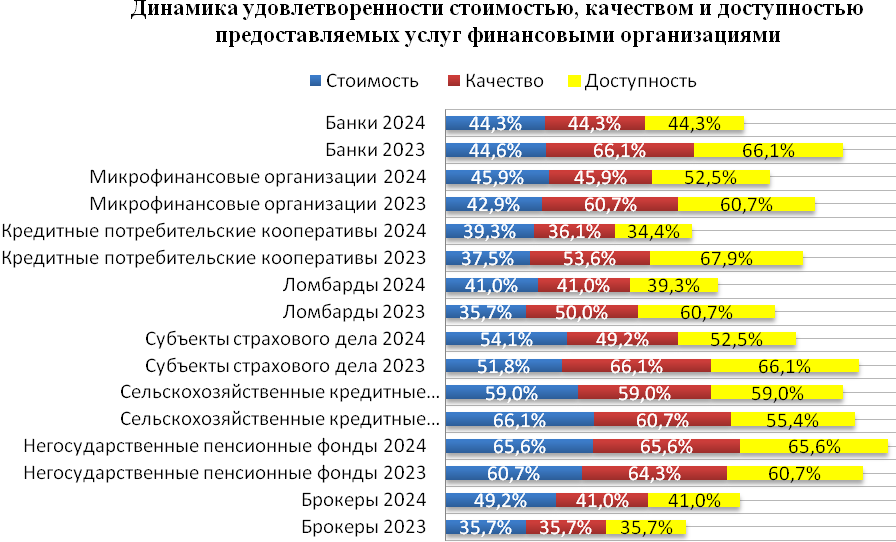 Динамика удовлетворенности стоимостью, качеством и доступностью
предоставляемых услуг финансовыми организациями
Стоимость Качество Доступность
Банки 2024 44,3% 44,3% 44,3%
Банки 2023 44,6% 66,1% 66,1%
Микрофинансовые организации 2024 45,9% 45,9% 52,5%
Микрофинансовые организации 2023 42,9% 60,7% 60,7%
Кредитные потребительские кооперативы 2024 39,3% 36,1% 34,4%
Кредитные потребительские кооперативы 2023 37,5% 53,6% 67,9%
Ломбарды 2024 41,0% 41,0% 39,3%
Ломбарды 2023 35,7% 50,0% 60,7%
Субъекты страхового дела 2024 54,1% 49,2% 52,5%
Субъекты страхового дела 2023 51,8% 66,1% 66,1%
Сельскохозяйственные кредитные... 59,0% 59,0% 59,0%
Сельскохозяйственные кредитные... 66,1% 60,7% 55,4%
Негосударственные пенсионные фонды 2024 65,6% 65,6% 65,6%
Негосударственные пенсионные фонды 2023 60,7% 64,3% 60,7%
Брокеры 2024 49,2% 41,0% 41,0%
Брокеры 2023 35,7% 35,7% 35,7%